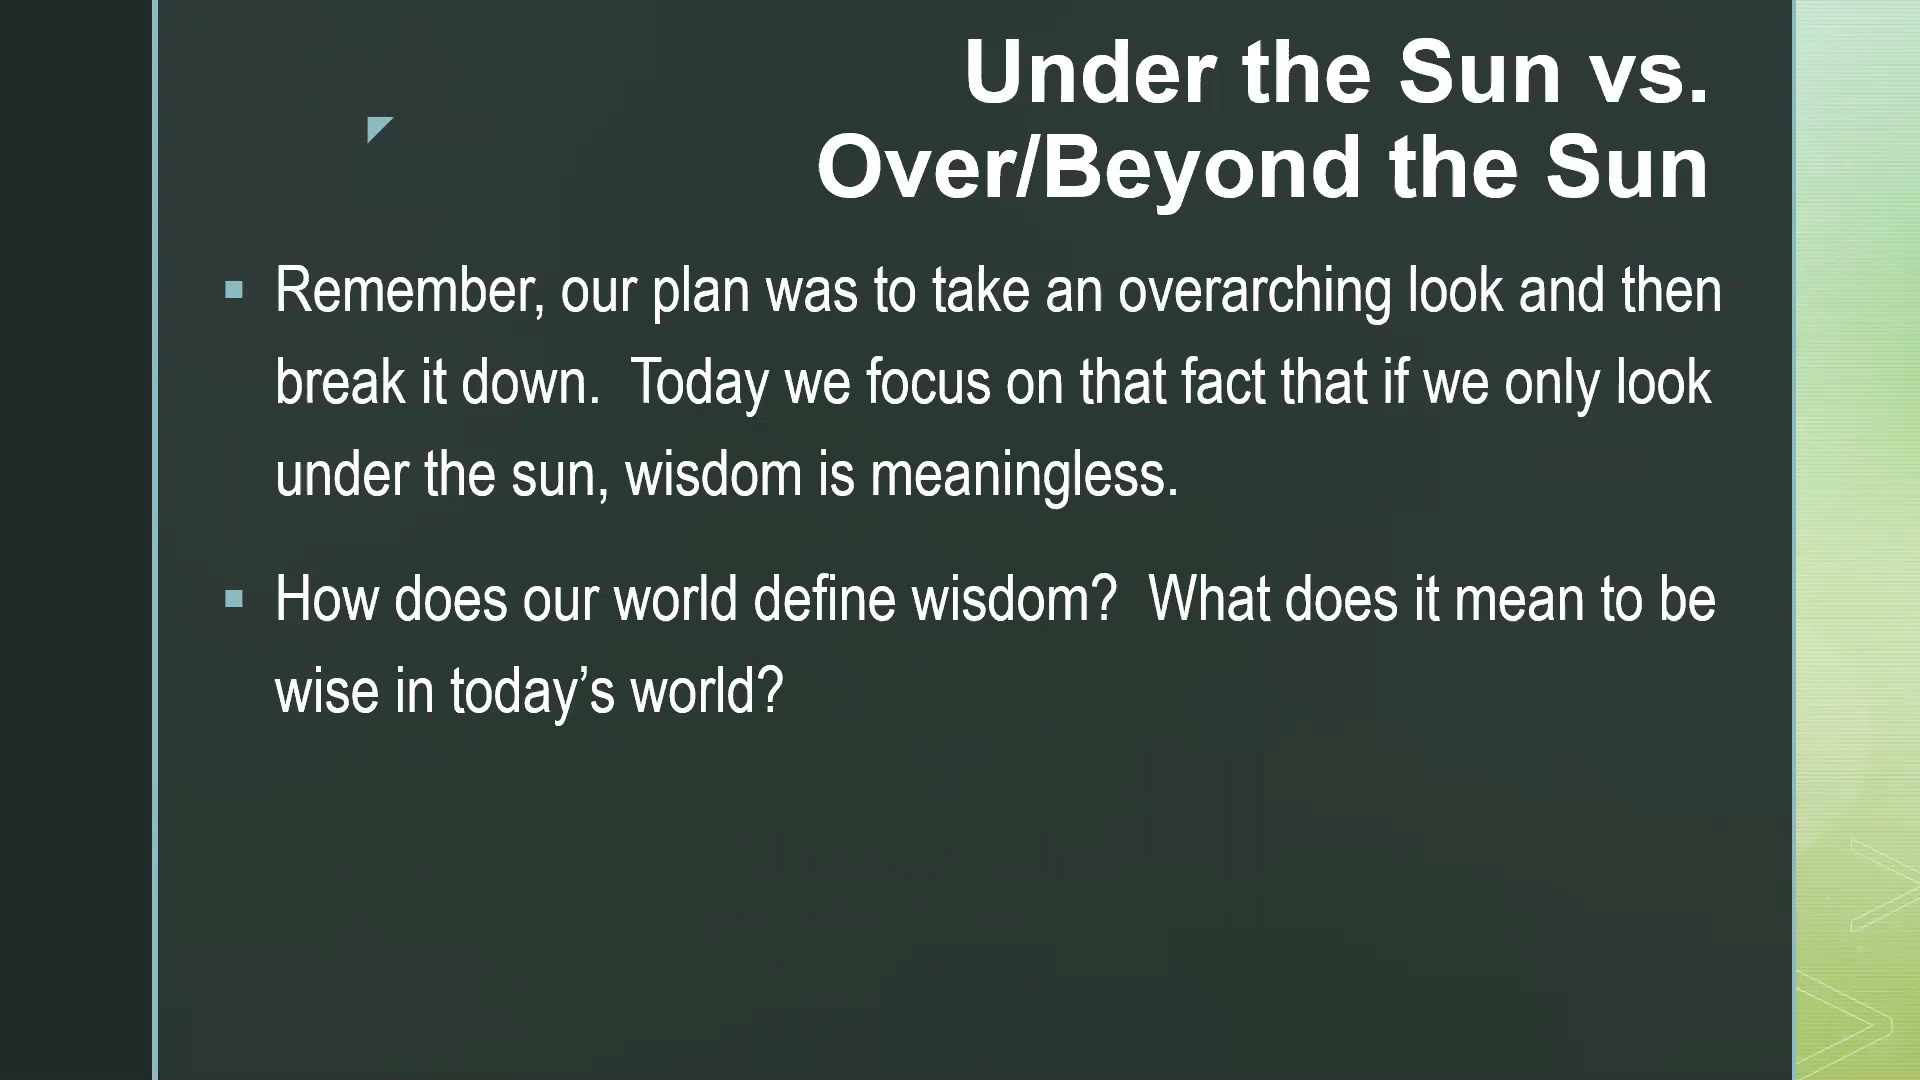 Under the Sun vs.
Over/Beyond the Sun
Remember, our plan was to take an overarching look and then
break it down.  Today we focus on that fact that if we only look
under the sun, wisdom is meaningless.
How does our world define wisdom?  What does it mean to be
wise in today’s world?